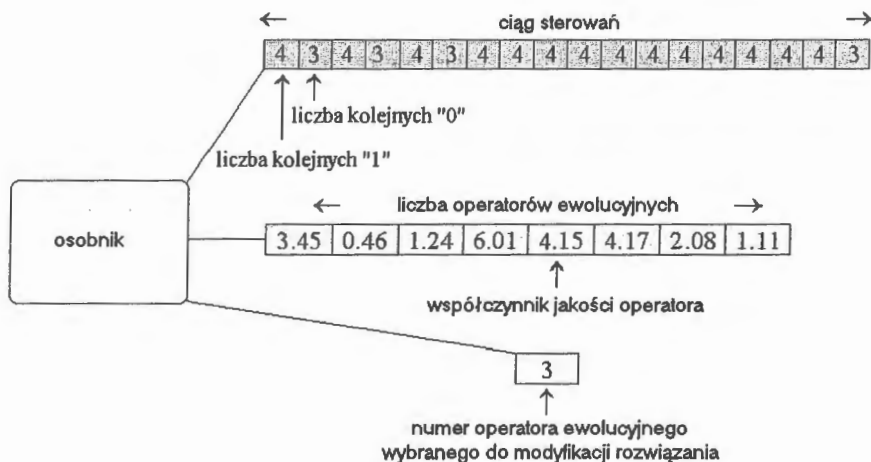 ciąg sterowań
4 3 4 3 4 3 4 4 4 4 4 4 4 4 4 4 4 3
liczba kolejnych "0"
liczba kolejnych "1"
liczba operatorów ewolucyjnych
osobnik
3.45 0.46 1.24 6.01 4.15 4.17 2.08 1.11
współczynnik jakości operatora
3
numer operatora ewolucyjnego
wybranego do modyfikacji rozwiązania